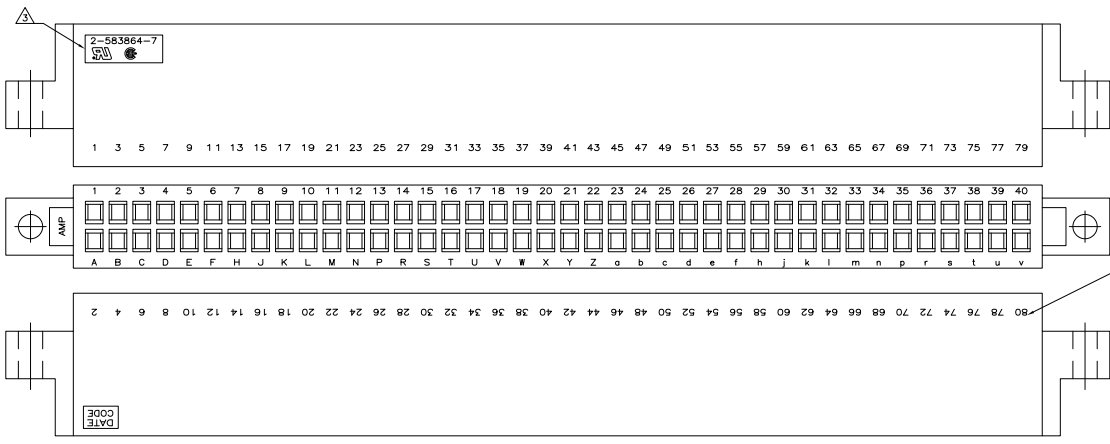 3
2-583864-7
1 3 5 7 9 11 13 15 17 19 21 23 25 27 29 31 33 35 37 39 41 43 45 47 49 51 53 55 57 59 61 63 65 67 69 71 73 75 77 79
1 2 3 4 5 6 7 8 9 10 11 12 13 14 15 16 17 18 19 20 21 22 23 24 25 26 27 28 29 30 31 32 33 34 35 36 37 38 39 40
AMP
A B C D E F H J K L M N P R S T U V W X Y Z a b c d e f h j k l m n p r s t u v
2 4 6 8 10 12 14 16 18 20 22 24 26 28 30 32 34 36 38 40 42 44 46 48 50 52 54 56 58 60 62 64 66 68 70 72 74 76 78 80
DATE
CODE